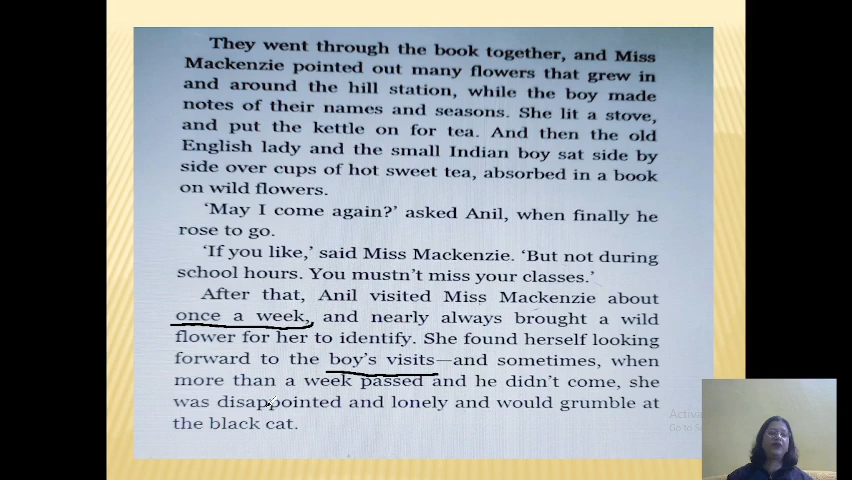 They went through the book together, and Miss
Mackenzie pointed out many flowers that grew in
and around the hill station, while the boy made
notes of their names and seasons. She lit a stove,
and put the kettle on for tea. And then the old
English lady and the small Indian boy sat side by
side over cups of hot sweet tea, absorbed in a book
on wild flowers.
‘May I come again?’ asked Anil, when finally he
rose to go.
‘If you like,’ said Miss Mackenzie. ‘But not during
school hours. You mustn’t miss your classes.’
After that, Anil visited Miss Mackenzie about
once a week, and nearly always brought a wild
flower for her to identify. She found herself looking
forward to the boy’s visits—and sometimes, when
more than a week passed and he didn’t come, she
was disappointed and lonely and would grumble at
the black cat.
Activa
Go to Se